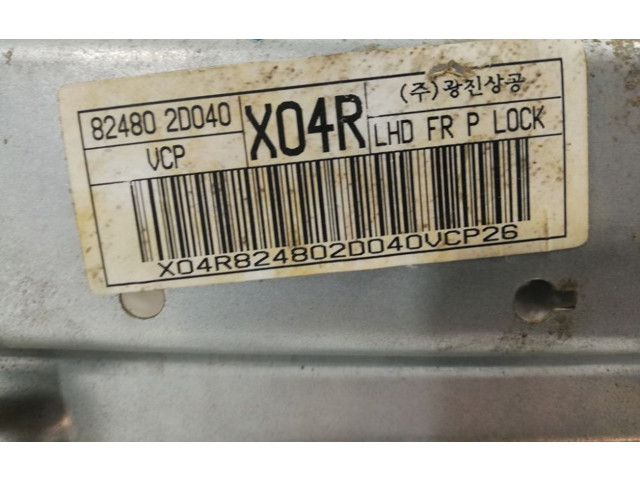 82480 2D040
VCP
X04R
(주)광진상공
LHD FR P LOCK
X04R824802D040VCP26